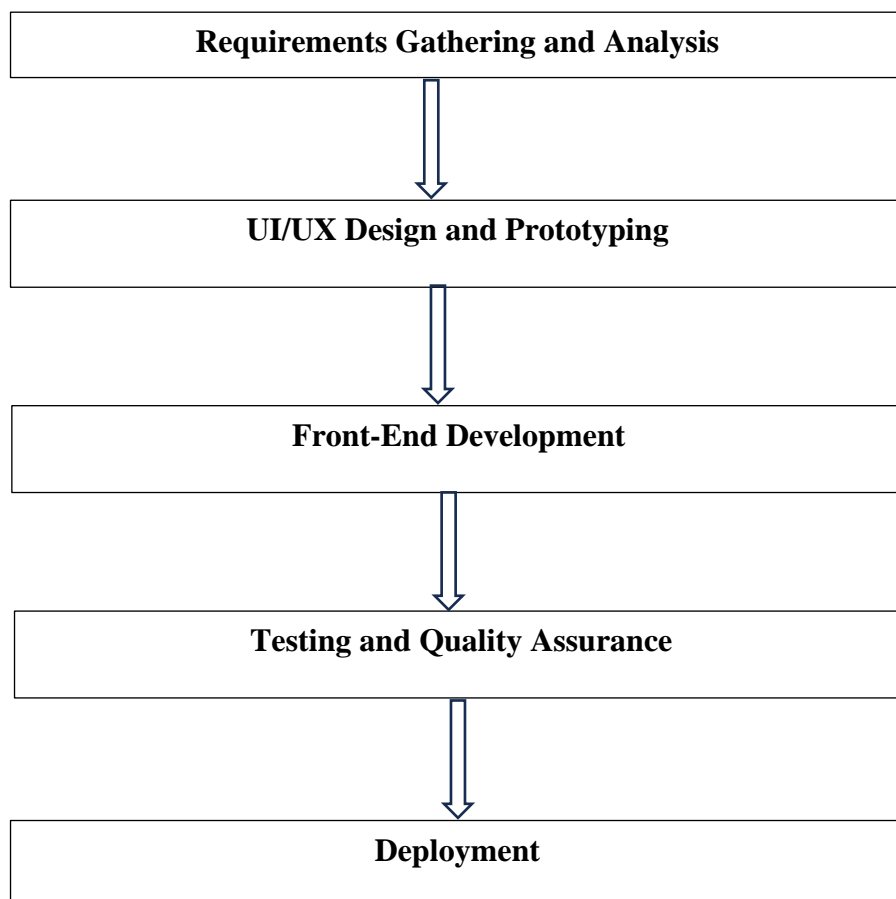 Requirements Gathering and Analysis
UI/UX Design and Prototyping
Front-End Development
Testing and Quality Assurance
Deployment